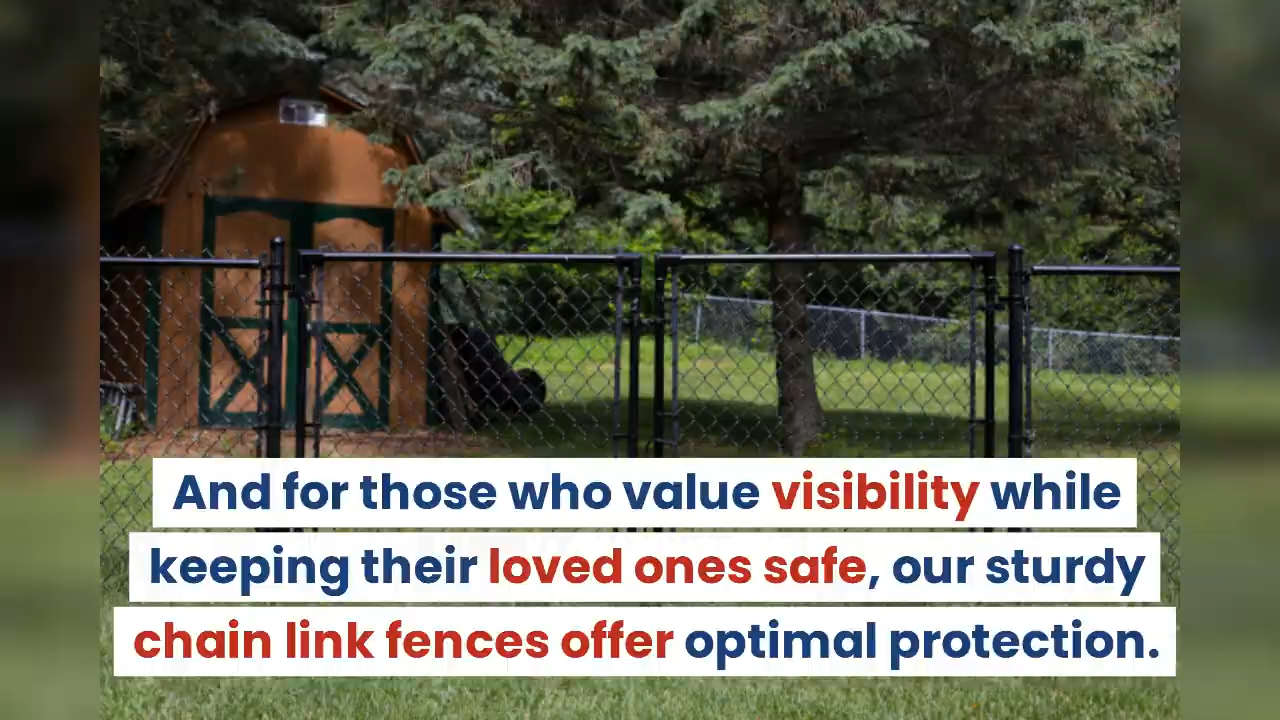 And for those who value visibility while
keeping their loved ones safe, our sturdy
chain link fences offer optimal protection.